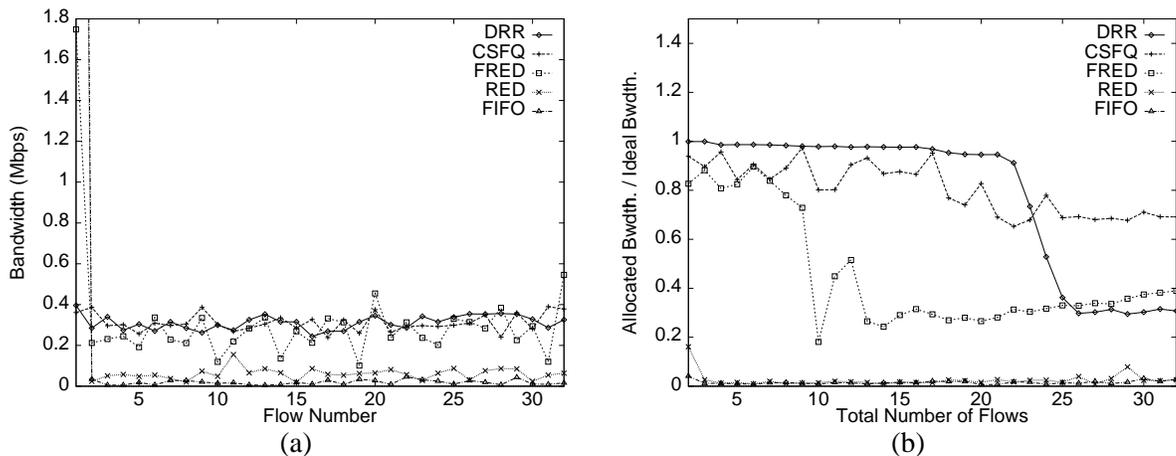 Bandwidth (Mbps)
1.8
1.6
1.4
1.2
1
0.8
0.6
0.4
0.2
0
5
10
15
20
25
30
Flow Number
DRR
CSFQ
FRED
RED
FIFO
(a)
Allocated Bwdth. / Ideal Bwdth.
1.4
1.2
1
0.8
0.6
0.4
0.2
0
5
10
15
20
25
30
Total Number of Flows
DRR
CSFQ
FRED
RED
FIFO
(b)